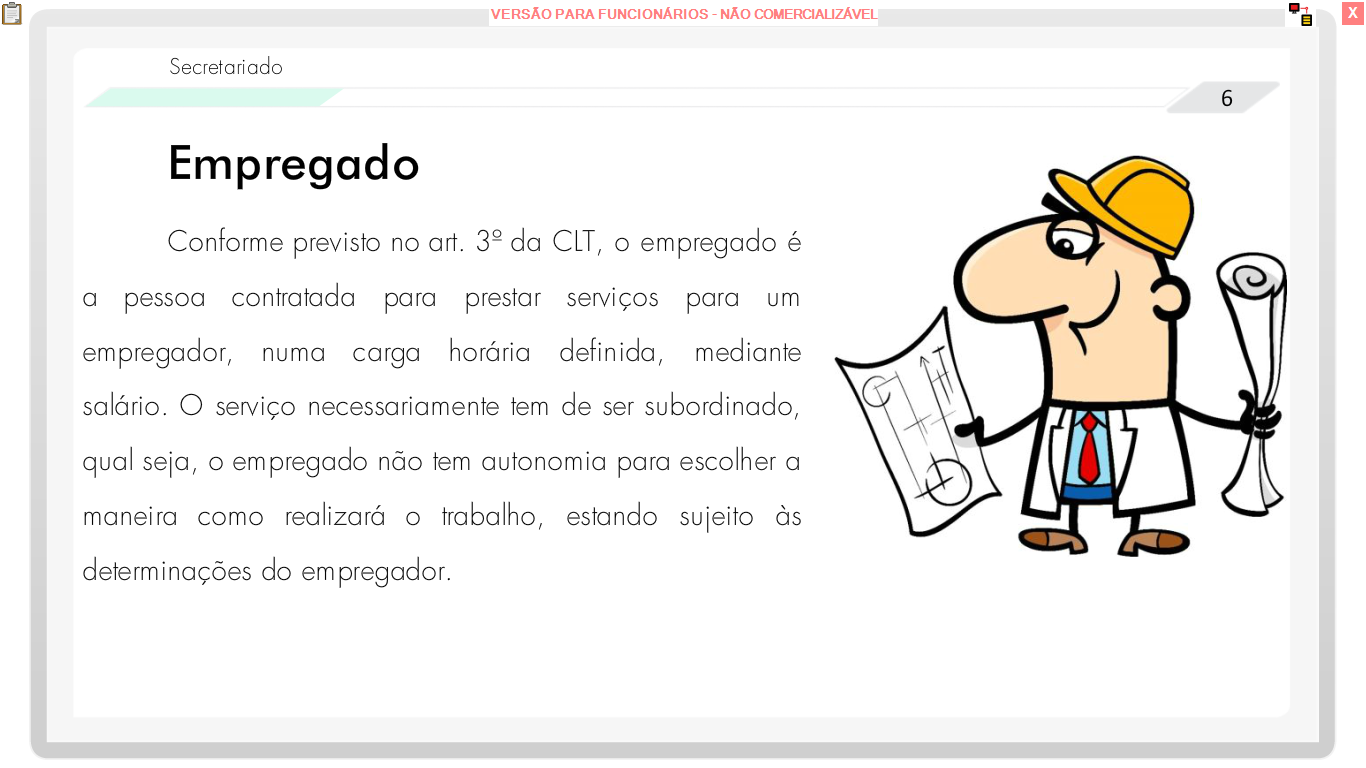 VERSÃO PARA FUNCIONÁRIOS - NÃO COMERCIALIZÁVEL
X
Secretariado
6
Empregado
Conforme previsto no art. 3º da CLT, o empregado é
a pessoa contratada para prestar serviços para um
empregador, numa carga horária definida, mediante
salário. O serviço necessariamente tem de ser subordinado,
qual seja, o empregado não tem autonomia para escolher a
maneira como realizará o trabalho, estando sujeito às
determinações do empregador.